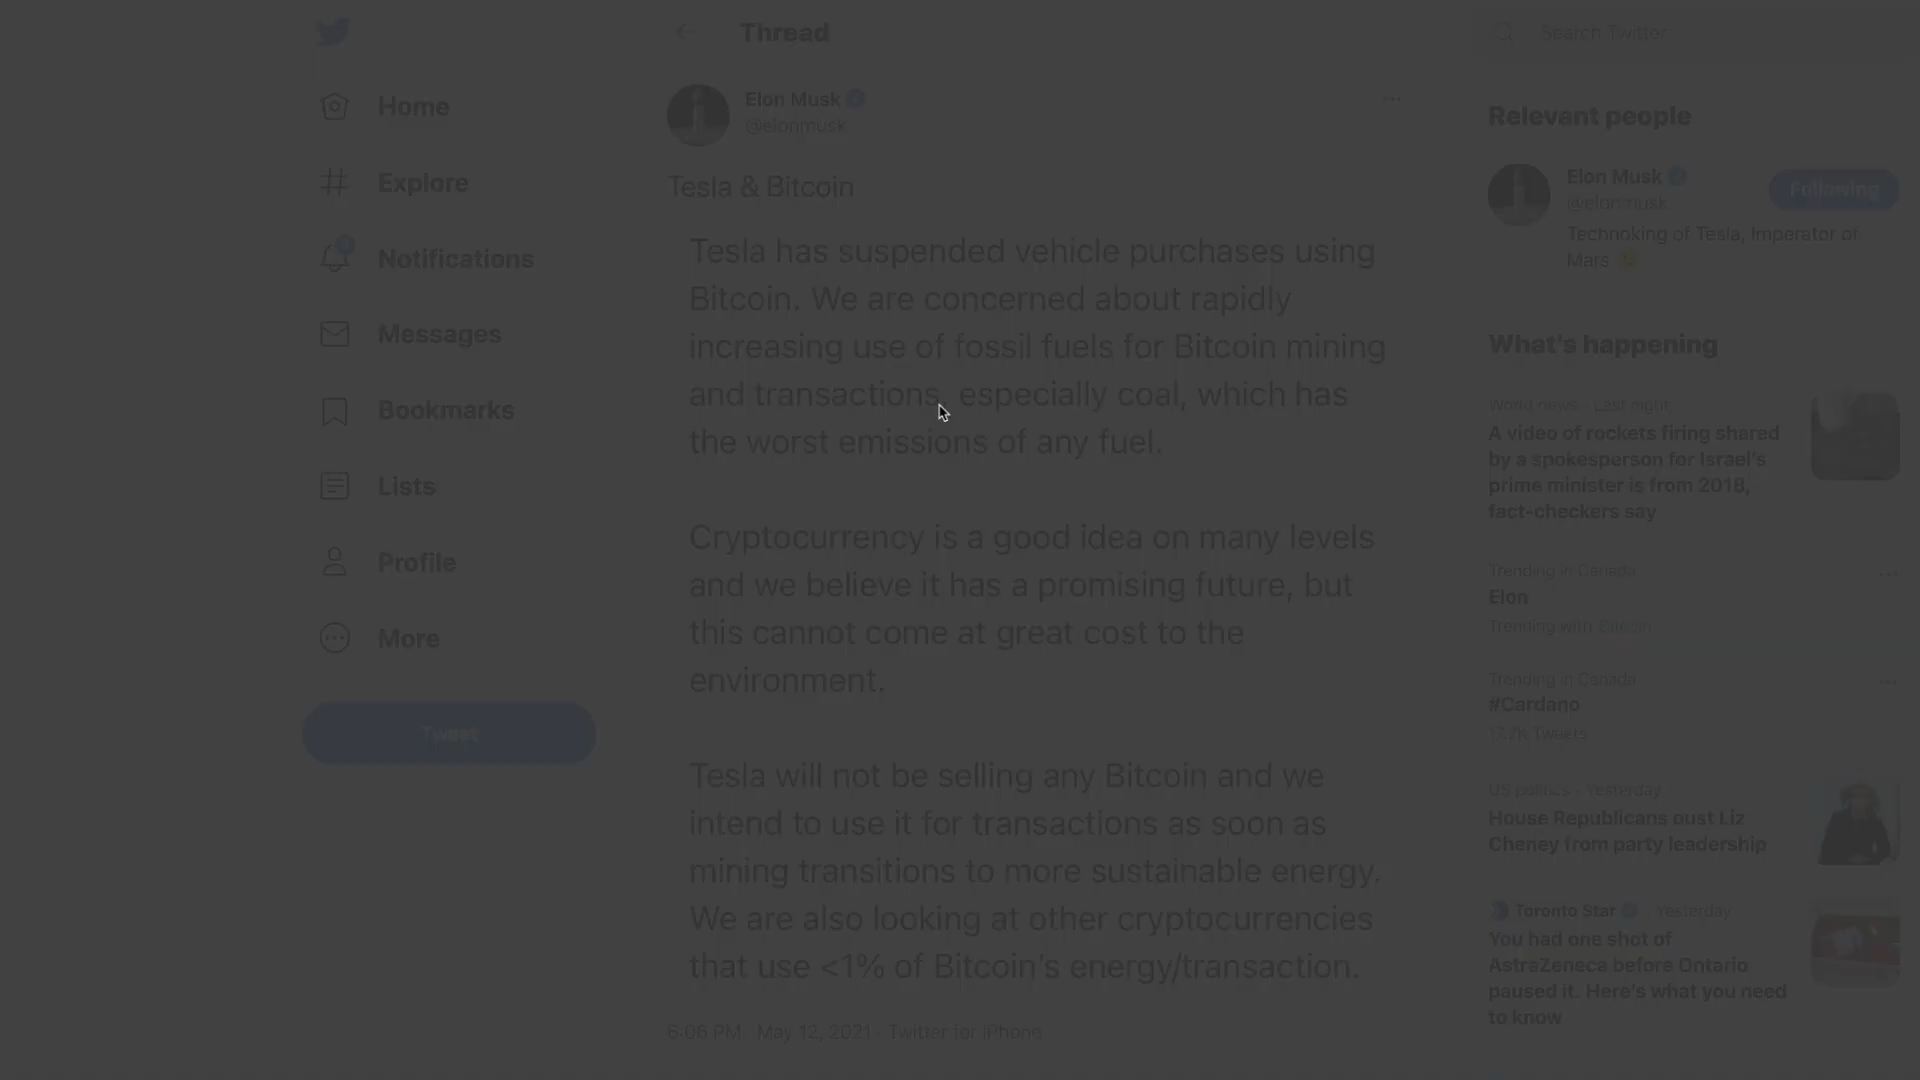 Home
Explore
Notifications
Messages
Bookmarks
Lists
Profile
More
Tweet
Thread
Elon Musk
@elonmusk
Tesla & Bitcoin
Tesla has suspended vehicle purchases using
Bitcoin. We are concerned about rapidly
increasing use of fossil fuels for Bitcoin mining
and transactions, especially coal, which has
the worst emissions of any fuel.
Cryptocurrency is a good idea on many levels
and we believe it has a promising future, but
this cannot come at great cost to the
environment.
Tesla will not be selling any Bitcoin and we
intend to use it for transactions as soon as
mining transitions to more sustainable energy.
We are also looking at other cryptocurrencies
that use <1% of Bitcoin's energy/transaction.
6:06 PM · May 12, 2021 · Twitter for iPhone
Search Twitter
Relevant people
Elon Musk
@elonmusk
Following
Technoking of Tesla, Imperator of
Mars
What's happening
World news · Last night
A video of rockets firing shared
by a spokesperson for Israel's
prime minister is from 2018,
fact-checkers say
Trending in Canada
Elon
Trending with Bitcoin
Trending in Canada
#Cardano
17.7K Tweets
US politics · Yesterday
House Republicans oust Liz
Cheney from party leadership
Toronto Star · Yesterday
You had one shot of
AstraZeneca before Ontario
paused it. Here's what you need
to know